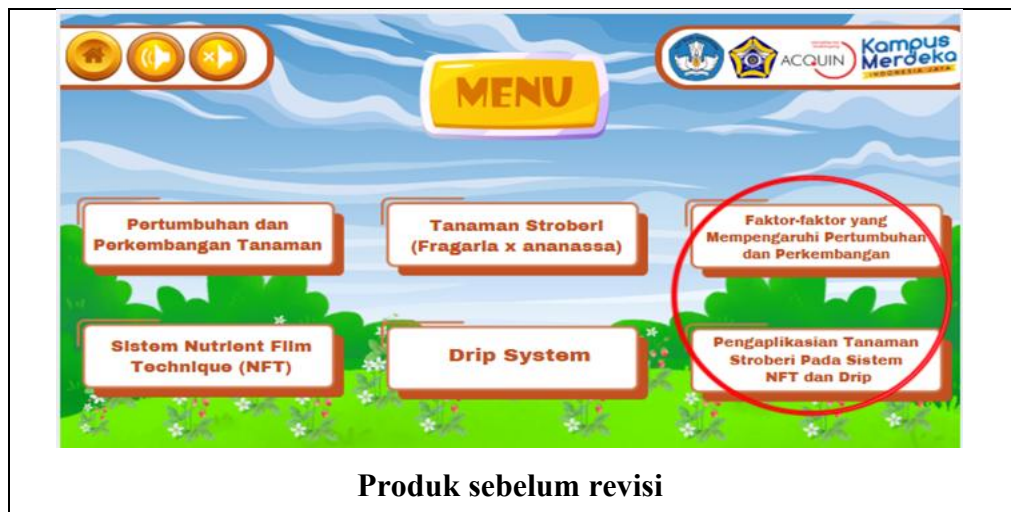 MENU
ACQUIN
Kampus
Merdeka
INDONESIA JAYA
Pertumbuhan dan
Perkembangan Tanaman
Tanaman Stroberi
(Fragaria x ananassa)
Faktor-faktor yang
Mempengaruhi Pertumbuhan
dan Perkembangan
Sistem Nutrient Film
Technique (NFT)
Drip System
Pengaplikasian Tanaman
Stroberi Pada Sistem
NFT dan Drip
Produk sebelum revisi